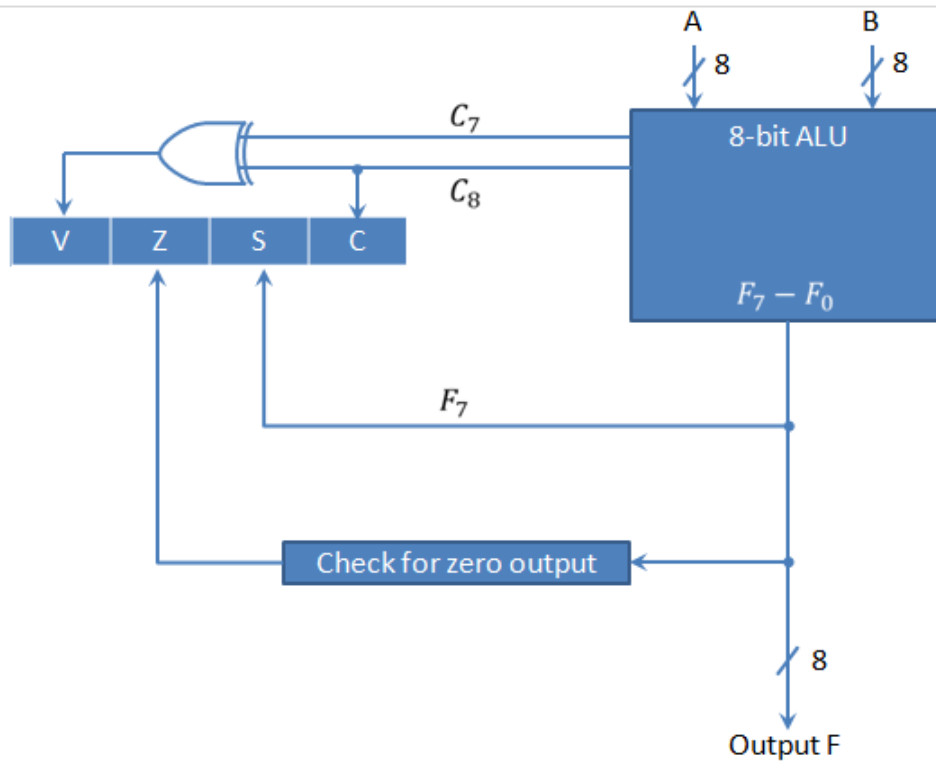 A
B
8
8
C₇
8-bit ALU
C₈
V
Z
S
C
F₇ − F₀
F₇
Check for zero output
8
Output F